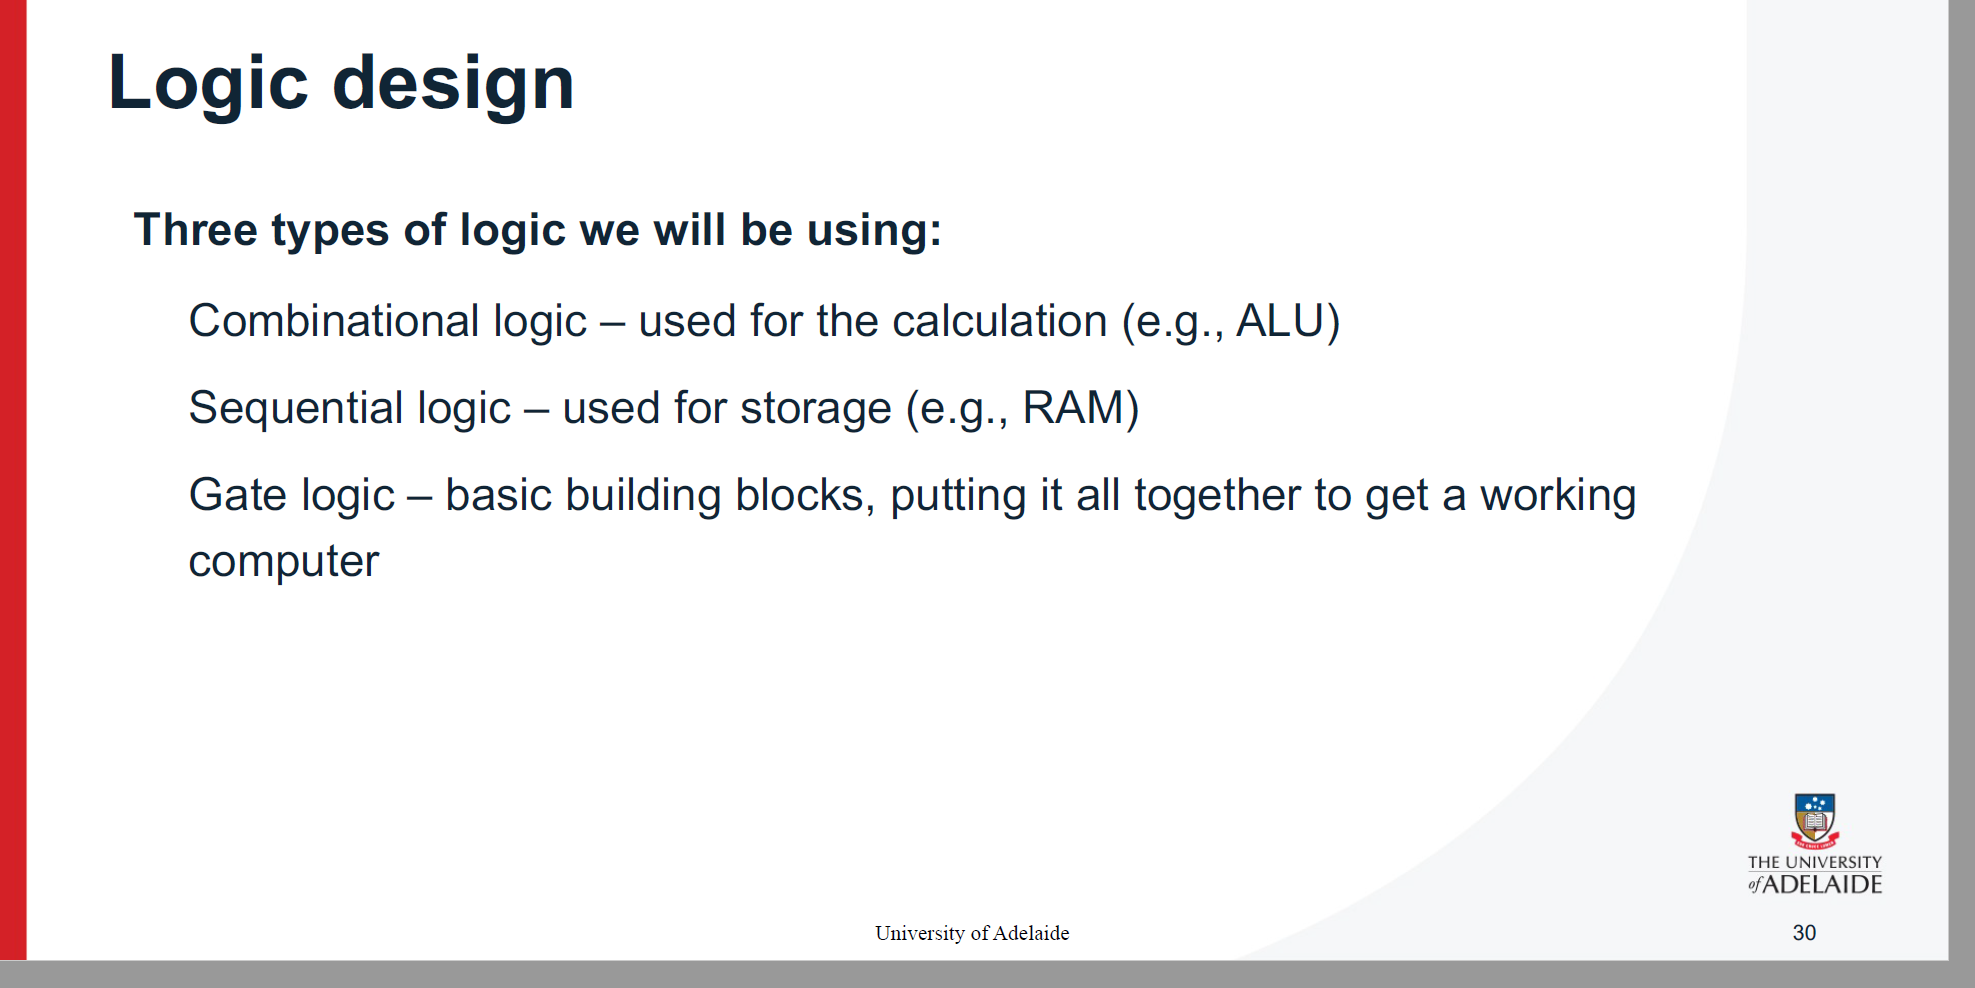 Logic design
Three types of logic we will be using:
Combinational logic – used for the calculation (e.g., ALU)
Sequential logic – used for storage (e.g., RAM)
Gate logic – basic building blocks, putting it all together to get a working
computer
THE UNIVERSITY
of ADELAIDE
University of Adelaide
30